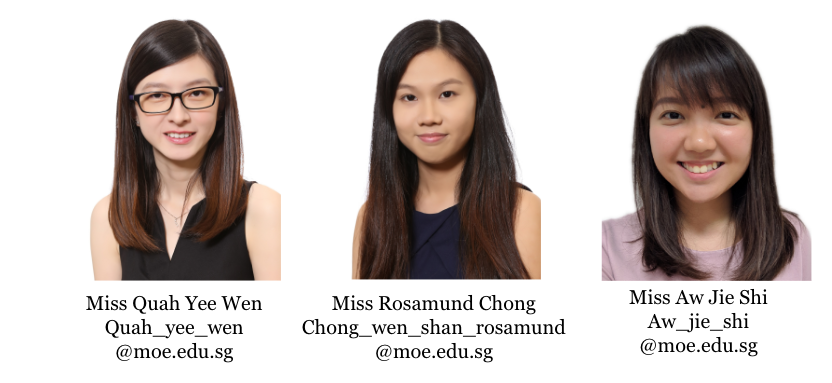 Miss Quah Yee Wen
Quah_yee_wen
@moe.edu.sg
Miss Rosamund Chong
Chong_wen_shan_rosamund
@moe.edu.sg
Miss Aw Jie Shi
Aw_jie_shi
@moe.edu.sg